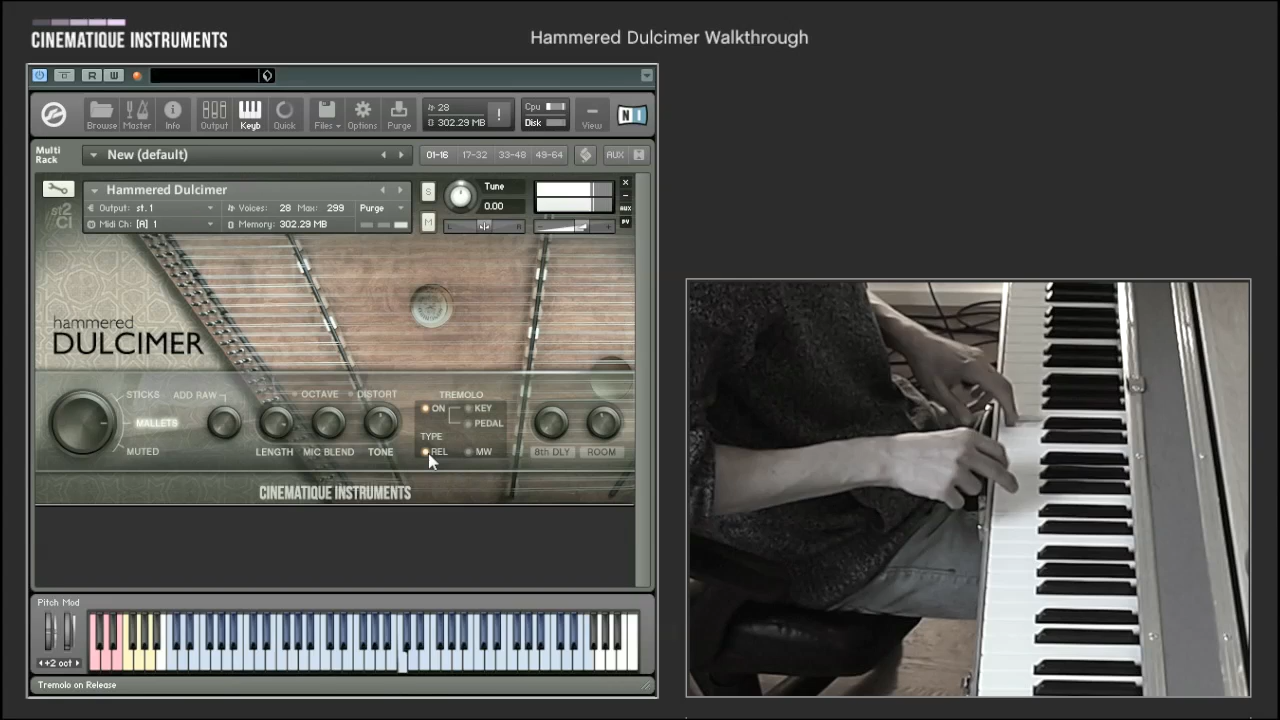 CINEMATIQUE INSTRUMENTS
Hammered Dulcimer Walkthrough
R W
Browse Master Info Output Keyb Quick Files Options Purge View
28
302.29 MB
!
Cpu
Disk
NI
Multi Rack
New (default)
01-16 17-32 33-48 49-64 AUX
Hammered Dulcimer
S
Tune
0.00
Output: st. 1 Voices: 28 Max: 299 Purge
Midi Ch: [A] 1 Memory: 302.29 MB
M
L R
AUX
PV
hammered
DULCIMER
STICKS ADD RAW OCTAVE DISTORT TREMOLO
MALLETS ON KEY
PEDAL
TYPE
MUTED LENGTH MIC BLEND TONE REL MW 8th DLY ROOM
CINEMATIQUE INSTRUMENTS
Pitch Mod
+2 oct
Tremolo on Release